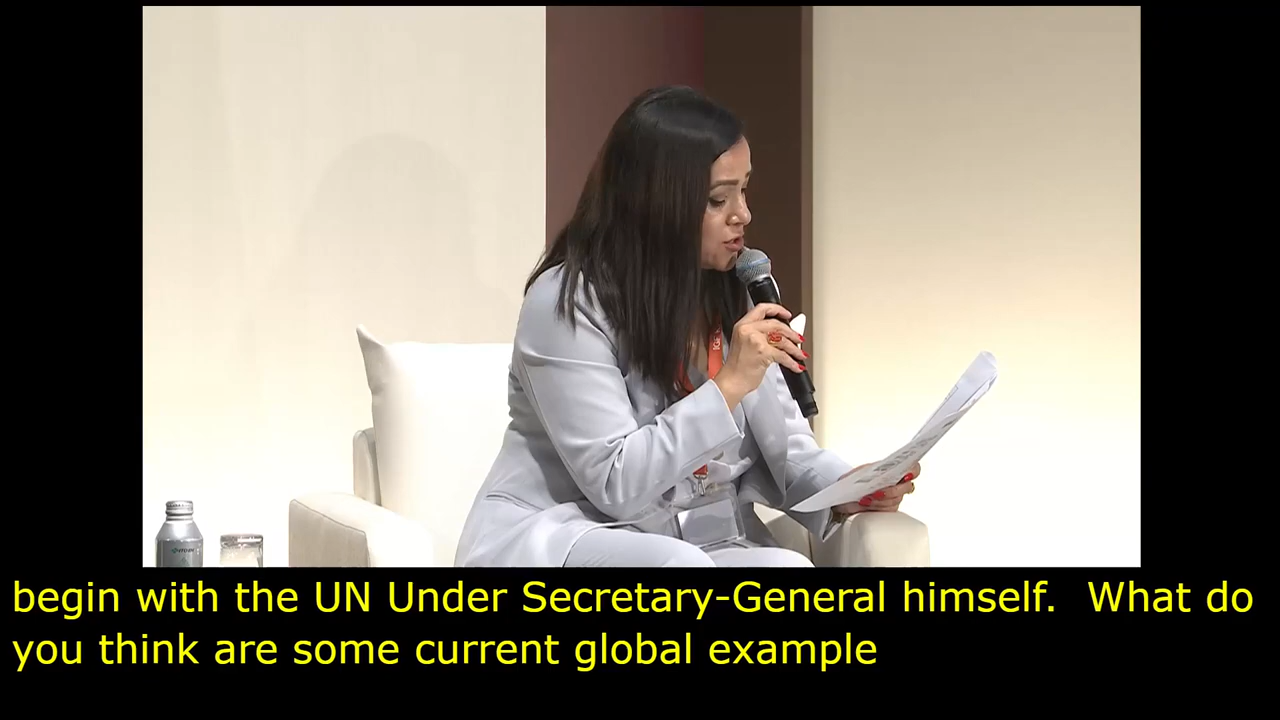 begin with the UN Under Secretary-General himself.  What do
you think are some current global example